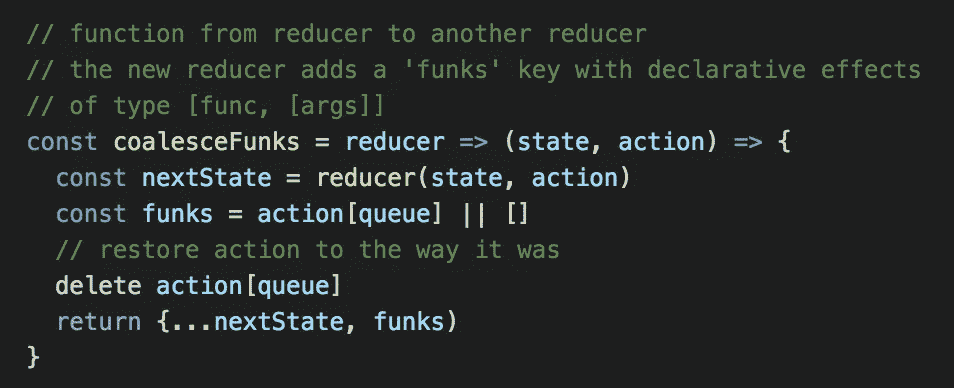 // function from reducer to another reducer
// the new reducer adds a 'funks' key with declarative effects
// of type [func, [args]]
const coalesceFunks = reducer => (state, action) => {
  const nextState = reducer(state, action)
  const funks = action[queue] || []
  // restore action to the way it was
  delete action[queue]
  return {...nextState, funks)
}